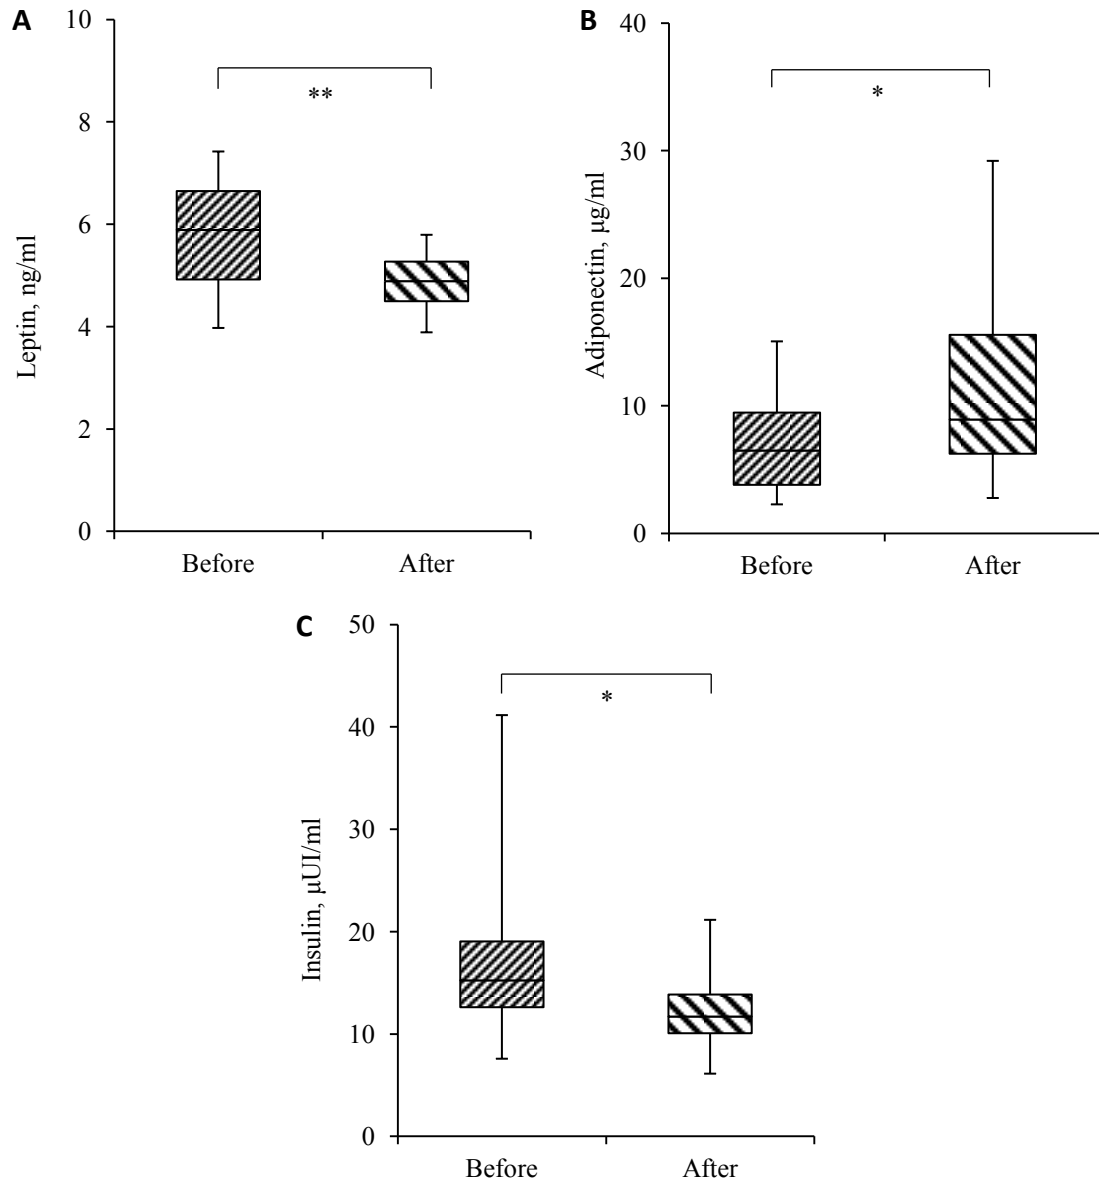 A
10
8
6
4
2
0
Leptin, ng/ml
**
Before
After
B
40
30
20
10
0
Adiponectin, µg/ml
*
Before
After
C
50
40
30
20
10
0
Insulin, µUI/ml
*
Before
After